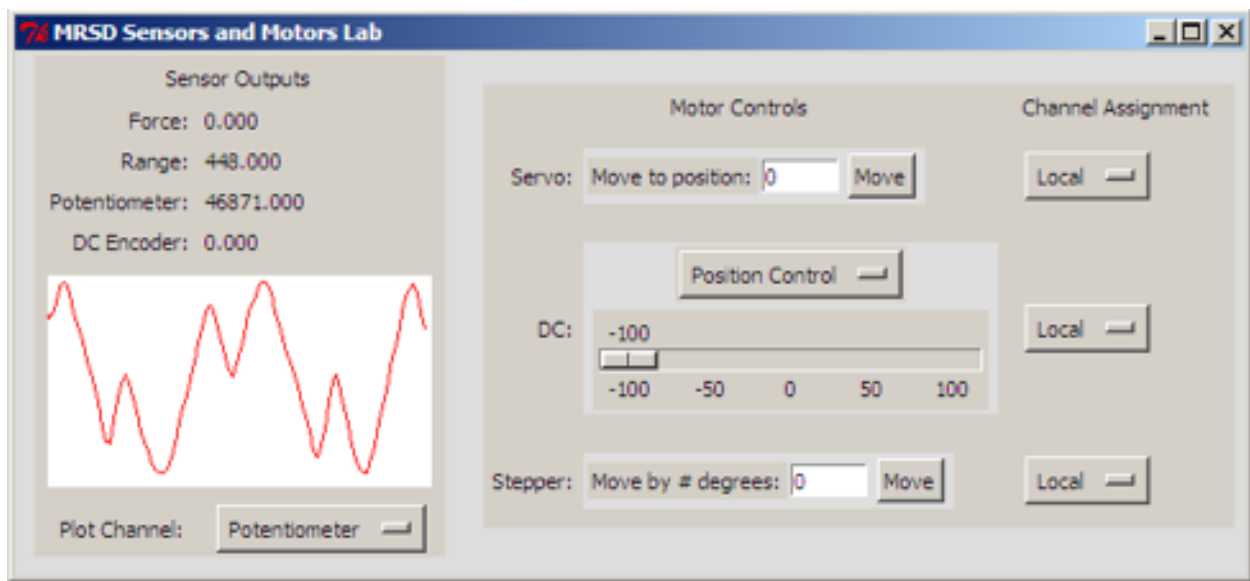 MRSD Sensors and Motors Lab
Sensor Outputs
Force: 0.000
Range: 448.000
Potentiometer: 46871.000
DC Encoder: 0.000
Plot Channel: Potentiometer
Motor Controls
Channel Assignment
Servo: Move to position: 0 Move Local
Position Control
DC: Local
-100
-100 -50 0 50 100
Stepper: Move by # degrees: 0 Move Local